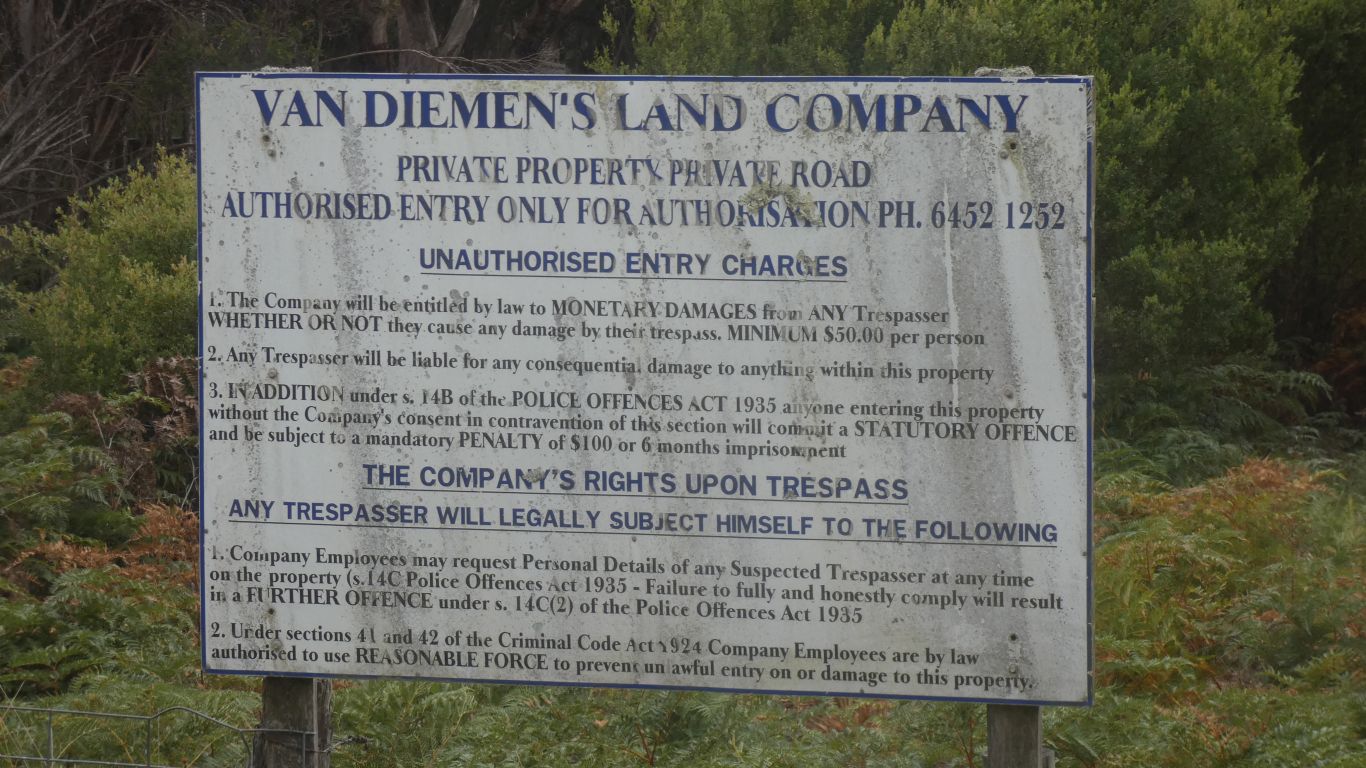 VAN DIEMEN'S LAND COMPANY
PRIVATE PROPERTY PRIVATE ROAD
AUTHORISED ENTRY ONLY FOR AUTHORISATION PH. 6452 1252
UNAUTHORISED ENTRY CHARGES
1. The Company will be entitled by law to MONETARY DAMAGES from ANY Trespasser
WHETHER OR NOT they cause any damage by their trespass. MINIMUM $50.00 per person
2. Any Trespasser will be liable for any consequential damage to anything within this property
3. IN ADDITION under s. 14B of the POLICE OFFENCES ACT 1935 anyone entering this property
without the Company's consent in contravention of this section will commit a STATUTORY OFFENCE
and be subject to a mandatory PENALTY of $100 or 6 months imprisonment
THE COMPANY'S RIGHTS UPON TRESPASS
ANY TRESPASSER WILL LEGALLY SUBJECT HIMSELF TO THE FOLLOWING
1. Company Employees may request Personal Details of any Suspected Trespasser at any time
on the property (s.14C Police Offences Act 1935 - Failure to fully and honestly comply will result
in a FURTHER OFFENCE under s. 14C(2) of the Police Offences Act 1935
2. Under sections 41 and 42 of the Criminal Code Act 1924 Company Employees are by law
authorised to use REASONABLE FORCE to prevent unlawful entry on or damage to this property.